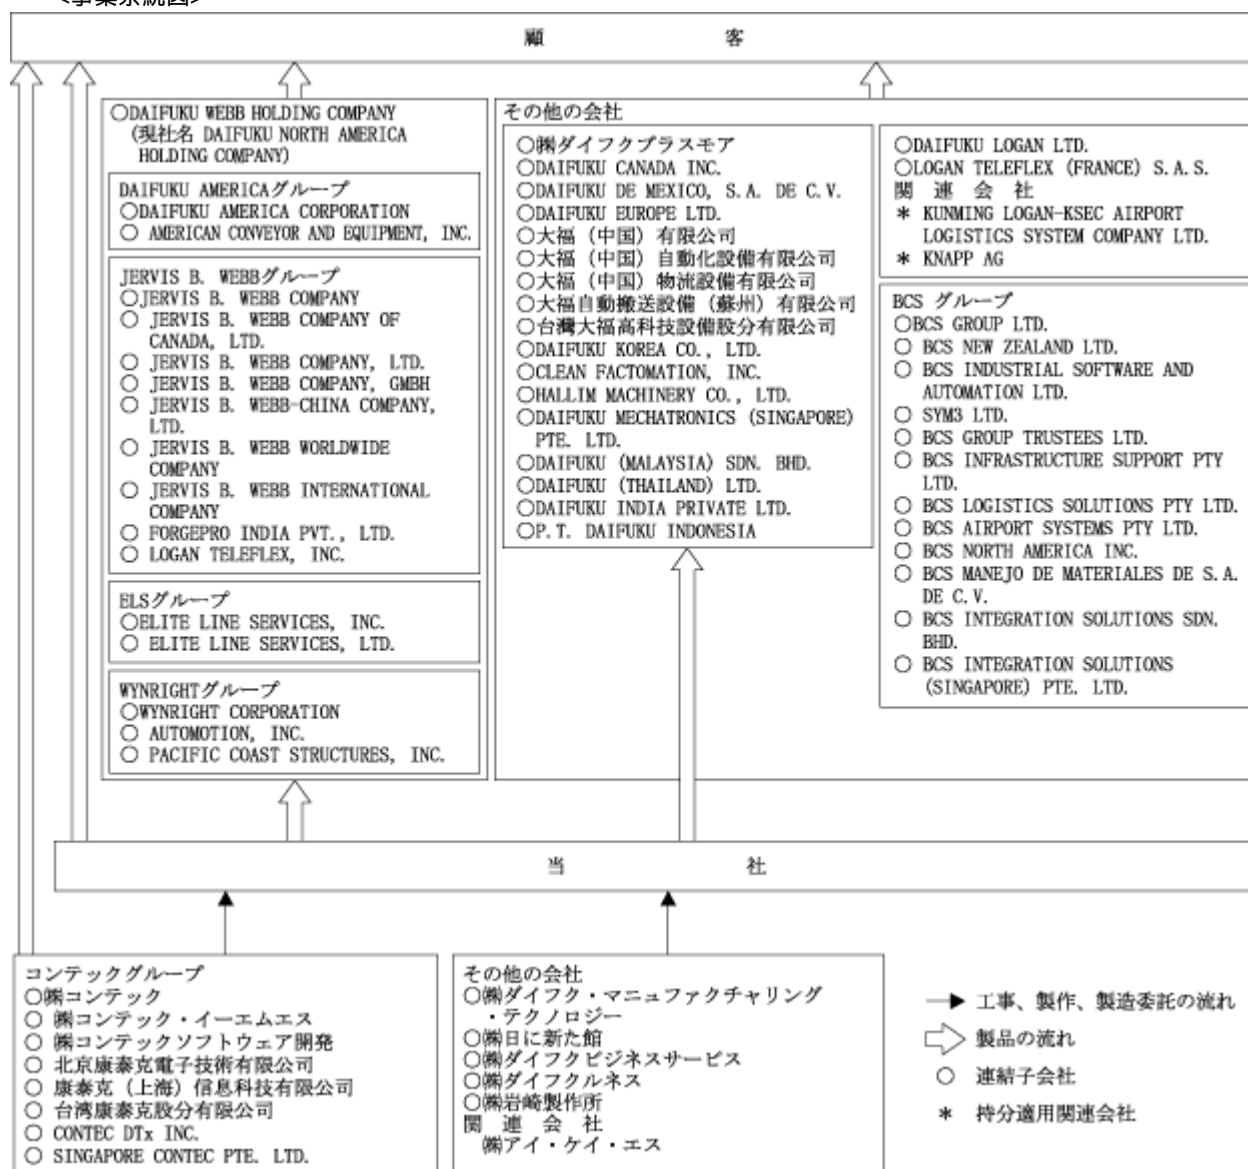 <事業系統図>
顧 客
○DAIFUKU WEBB HOLDING COMPANY
(現社名 DAIFUKU NORTH AMERICA
HOLDING COMPANY)
DAIFUKU AMERICAグループ
○DAIFUKU AMERICA CORPORATION
○ AMERICAN CONVEYOR AND EQUIPMENT, INC.
JERVIS B. WEBBグループ
○JERVIS B. WEBB COMPANY
○ JERVIS B. WEBB COMPANY OF
CANADA, LTD.
○ JERVIS B. WEBB COMPANY, LTD.
○ JERVIS B. WEBB COMPANY, GMBH
○ JERVIS B. WEBB-CHINA COMPANY,
LTD.
○ JERVIS B. WEBB WORLDWIDE
COMPANY
○ JERVIS B. WEBB INTERNATIONAL
COMPANY
○ FORGEPRO INDIA PVT., LTD.
○ LOGAN TELEFLEX, INC.
ELSグループ
○ELITE LINE SERVICES, INC.
○ ELITE LINE SERVICES, LTD.
WYNRIGHTグループ
○WYNRIGHT CORPORATION
○ AUTOMOTION, INC.
○ PACIFIC COAST STRUCTURES, INC.
その他の会社
○㈱ダイフクプラスモア
○DAIFUKU CANADA INC.
○DAIFUKU DE MEXICO, S.A. DE C.V.
○DAIFUKU EUROPE LTD.
○大福（中国）有限公司
○大福（中国）自動化設備有限公司
○大福（中国）物流設備有限公司
○大福自動搬送設備（蘇州）有限公司
○台灣大福高科技設備股分有限公司
○DAIFUKU KOREA CO., LTD.
○CLEAN FACTOMATION, INC.
○HALLIM MACHINERY CO., LTD.
○DAIFUKU MECHATRONICS (SINGAPORE)
PTE. LTD.
○DAIFUKU (MALAYSIA) SDN. BHD.
○DAIFUKU (THAILAND) LTD.
○DAIFUKU INDIA PRIVATE LTD.
○P.T. DAIFUKU INDONESIA
○DAIFUKU LOGAN LTD.
○LOGAN TELEFLEX (FRANCE) S.A.S.
関 連 会 社
* KUNMING LOGAN-KSEC AIRPORT
LOGISTICS SYSTEM COMPANY LTD.
* KNAPP AG
BCS グループ
○BCS GROUP LTD.
○ BCS NEW ZEALAND LTD.
○ BCS INDUSTRIAL SOFTWARE AND
AUTOMATION LTD.
○ SYM3 LTD.
○ BCS GROUP TRUSTEES LTD.
○ BCS INFRASTRUCTURE SUPPORT PTY
LTD.
○ BCS LOGISTICS SOLUTIONS PTY LTD.
○ BCS AIRPORT SYSTEMS PTY LTD.
○ BCS NORTH AMERICA INC.
○ BCS MANEJO DE MATERIALES DE S.A.
DE C.V.
○ BCS INTEGRATION SOLUTIONS SDN.
BHD.
○ BCS INTEGRATION SOLUTIONS
(SINGAPORE) PTE. LTD.
当 社
コンテックグループ
○㈱コンテック
○ ㈱コンテック・イーエムエス
○ ㈱コンテックソフトウェア開発
○ 北京康泰克電子技術有限公司
○ 康泰克（上海）信息科技有限公司
○ 台湾康泰克股分有限公司
○ CONTEC DTx INC.
○ SINGAPORE CONTEC PTE. LTD.
その他の会社
○㈱ダイフク・マニュファクチャリング
・テクノロジー
○㈱日に新た館
○㈱ダイフクビジネスサービス
○㈱ダイフクルネス
○㈱岩崎製作所
関 連 会 社
㈱アイ・ケイ・エス
工事、製作、製造委託の流れ
製品の流れ
○ 連結子会社
* 持分適用関連会社